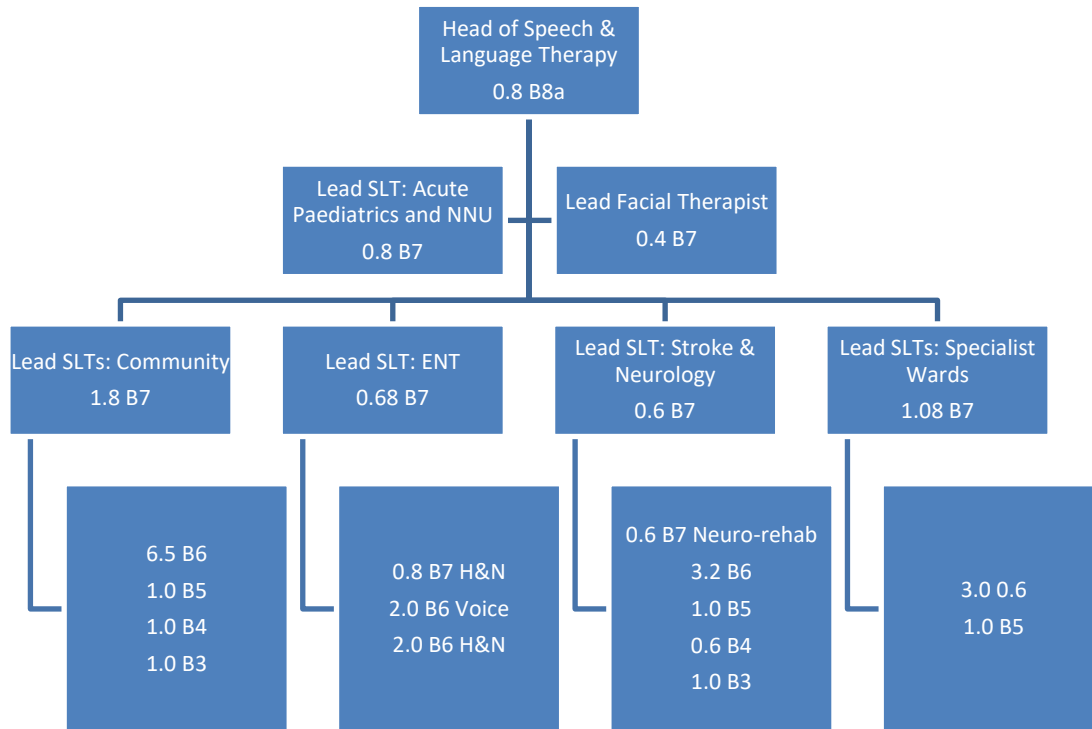 Head of Speech &
Language Therapy
0.8 B8a
Lead SLT: Acute
Paediatrics and NNU
0.8 B7
Lead Facial Therapist
0.4 B7
Lead SLTs: Community
1.8 B7
Lead SLT: ENT
0.68 B7
Lead SLT: Stroke &
Neurology
0.6 B7
Lead SLTs: Specialist
Wards
1.08 B7
6.5 B6
1.0 B5
1.0 B4
1.0 B3
0.8 B7 H&N
2.0 B6 Voice
2.0 B6 H&N
0.6 B7 Neuro-rehab
3.2 B6
1.0 B5
0.6 B4
1.0 B3
3.0 0.6
1.0 B5